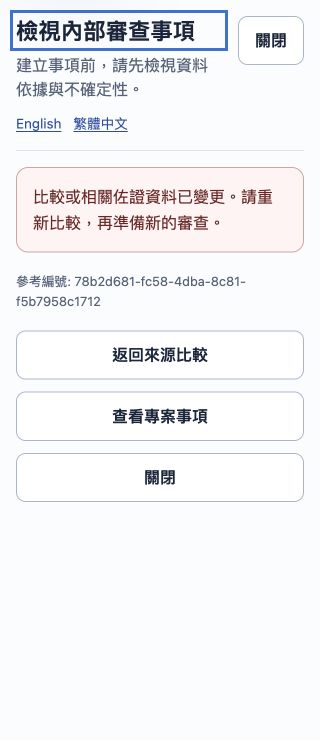 檢視內部審查事項
關閉
建立事項前，請先檢視資料
依據與不確定性。
English 繁體中文
比較或相關佐證資料已變更。請重
新比較，再準備新的審查。
參考編號: 78b2d681-fc58-4dba-8c81-
f5b7958c1712
返回來源比較
查看專案事項
關閉